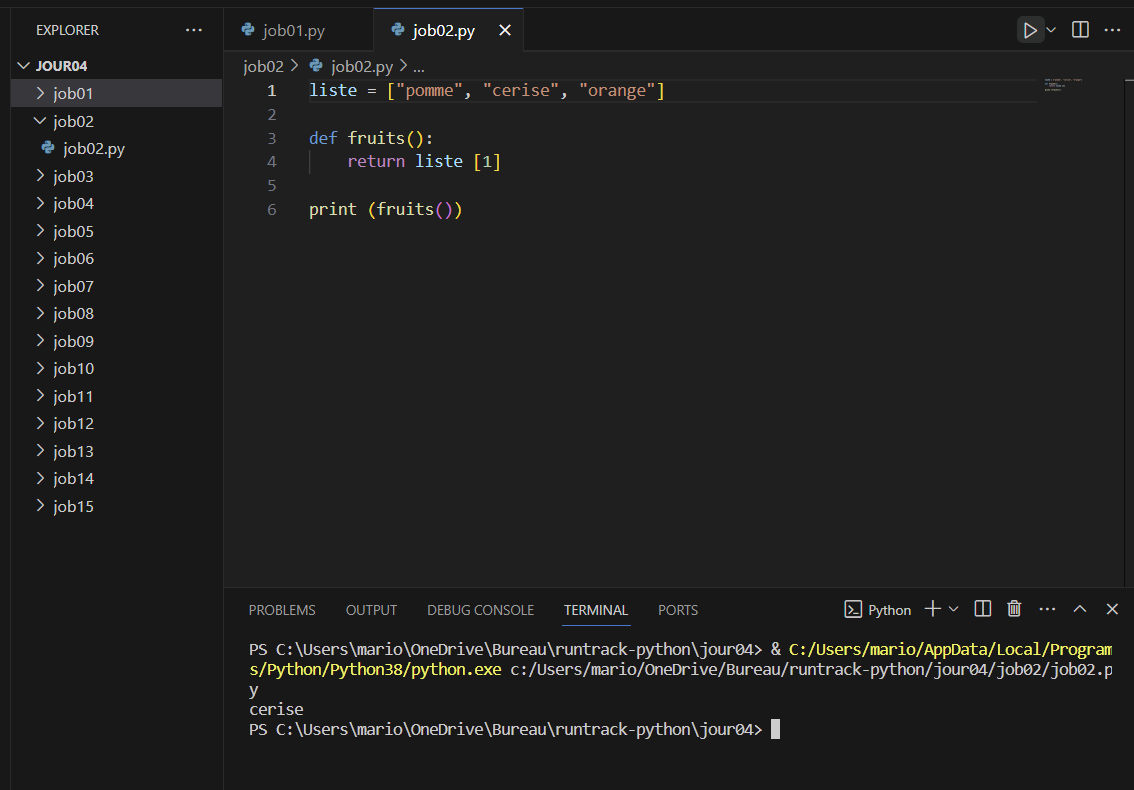 EXPLORER ...
JOUR04
job01
job02
job02.py
job03
job04
job05
job06
job07
job08
job09
job10
job11
job12
job13
job14
job15
job01.py job02.py
job02 > job02.py > ...
1 liste = ["pomme", "cerise", "orange"]
2
3 def fruits():
4 return liste [1]
5
6 print (fruits())
PROBLEMS OUTPUT DEBUG CONSOLE TERMINAL PORTS Python
PS C:\Users\mario\OneDrive\Bureau\runtrack-python\jour04> & C:/Users/mario/AppData/Local/Program
s/Python/Python38/python.exe c:/Users/mario/OneDrive/Bureau/runtrack-python/jour04/job02/job02.p
y
cerise
PS C:\Users\mario\OneDrive\Bureau\runtrack-python\jour04>